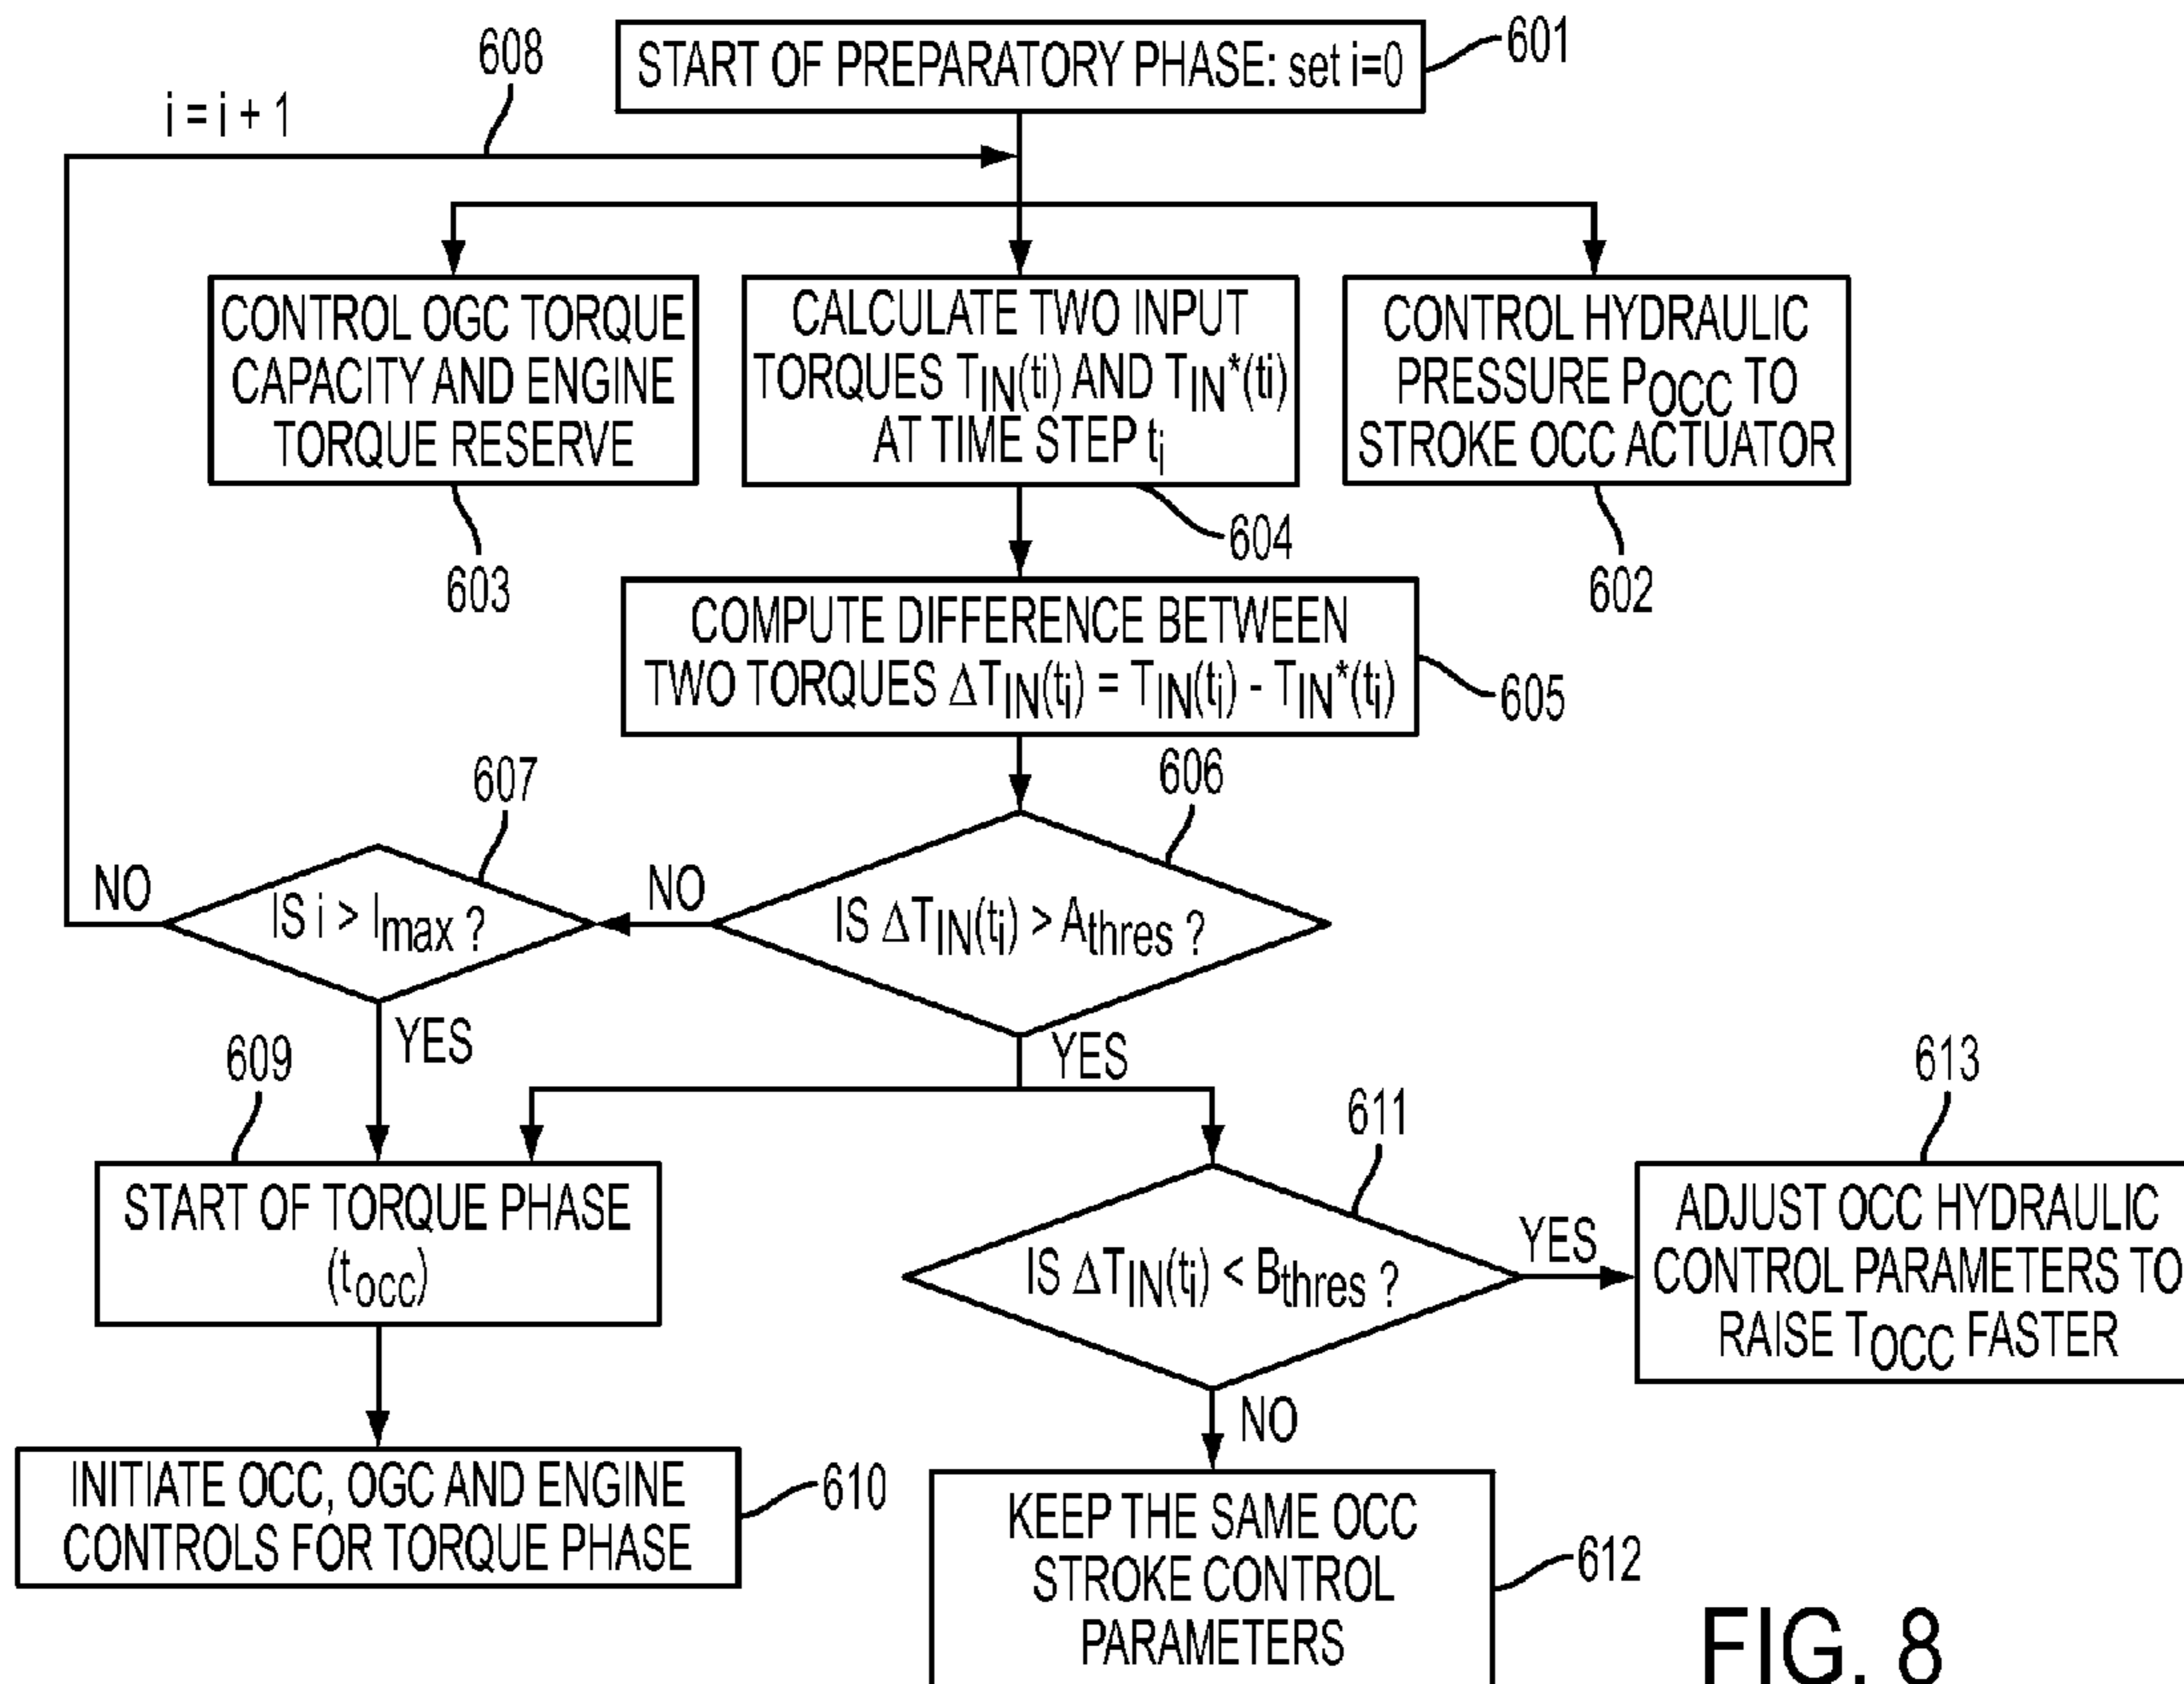 START OF PREPARATORY PHASE: set i=0
601
608
i = i + 1
CONTROL OGC TORQUE
CAPACITY AND ENGINE
TORQUE RESERVE
603
CALCULATE TWO INPUT
TORQUES TIN(ti) AND TIN*(ti)
AT TIME STEP ti
604
CONTROL HYDRAULIC
PRESSURE POCC TO
STROKE OCC ACTUATOR
602
COMPUTE DIFFERENCE BETWEEN
TWO TORQUES ΔTIN(ti) = TIN(ti) - TIN*(ti)
605
606
IS ΔTIN(ti) > Athres ?
NO
607
IS i > Imax ?
NO
YES
YES
609
START OF TORQUE PHASE
(tocc)
INITIATE OCC, OGC AND ENGINE
CONTROLS FOR TORQUE PHASE
610
611
IS ΔTIN(ti) < Bthres ?
YES
613
ADJUST OCC HYDRAULIC
CONTROL PARAMETERS TO
RAISE TOCC FASTER
NO
KEEP THE SAME OCC
STROKE CONTROL
PARAMETERS
612
FIG. 8